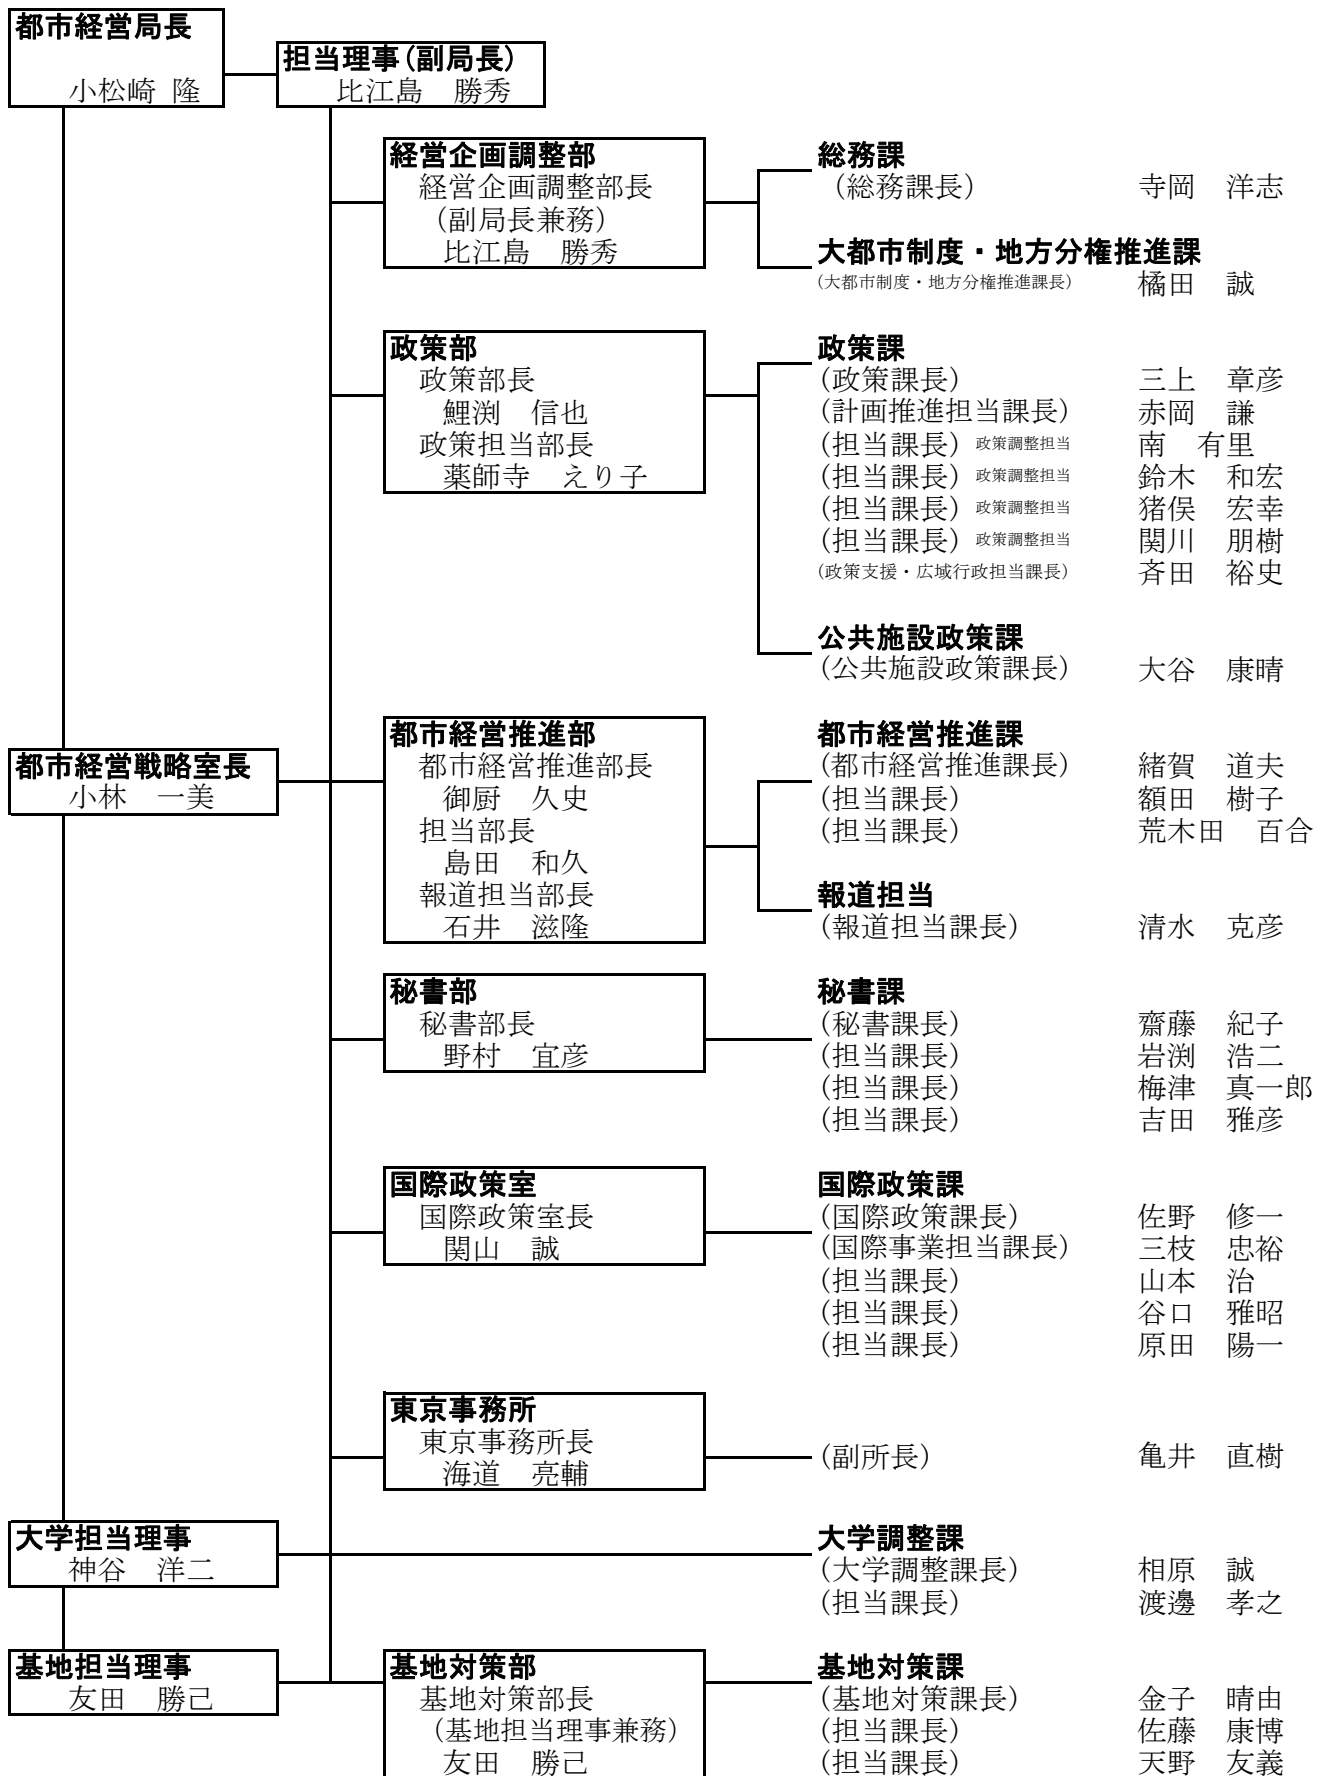 都市経営局長
小松崎 隆
担当理事(副局長)
比江島 勝秀
経営企画調整部
経営企画調整部長
(副局長兼務)
比江島 勝秀
総務課
(総務課長) 寺岡 洋志
大都市制度・地方分権推進課
(大都市制度・地方分権推進課長) 橘田 誠
政策部
政策部長
鯉渕 信也
政策担当部長
薬師寺 えり子
政策課
(政策課長) 三上 章彦
(計画推進担当課長) 赤岡 謙
(担当課長) 政策調整担当 南 有里
(担当課長) 政策調整担当 鈴木 和宏
(担当課長) 政策調整担当 猪俣 宏幸
(担当課長) 政策調整担当 関川 朋樹
(政策支援・広域行政担当課長) 斉田 裕史
公共施設政策課
(公共施設政策課長) 大谷 康晴
都市経営戦略室長
小林 一美
都市経営推進部
都市経営推進部長
御厨 久史
担当部長
島田 和久
報道担当部長
石井 滋隆
都市経営推進課
(都市経営推進課長) 緒賀 道夫
(担当課長) 額田 樹子
(担当課長) 荒木田 百合
報道担当
(報道担当課長) 清水 克彦
秘書部
秘書部長
野村 宜彦
秘書課
(秘書課長) 齋藤 紀子
(担当課長) 岩渕 浩二
(担当課長) 梅津 真一郎
(担当課長) 吉田 雅彦
国際政策室
国際政策室長
関山 誠
国際政策課
(国際政策課長) 佐野 修一
(国際事業担当課長) 三枝 忠裕
(担当課長) 山本 治
(担当課長) 谷口 雅昭
(担当課長) 原田 陽一
東京事務所
東京事務所長
海道 亮輔
(副所長) 亀井 直樹
大学担当理事
神谷 洋二
大学調整課
(大学調整課長) 相原 誠
(担当課長) 渡邊 孝之
基地担当理事
友田 勝己
基地対策部
基地対策部長
(基地担当理事兼務)
友田 勝己
基地対策課
(基地対策課長) 金子 晴由
(担当課長) 佐藤 康博
(担当課長) 天野 友義